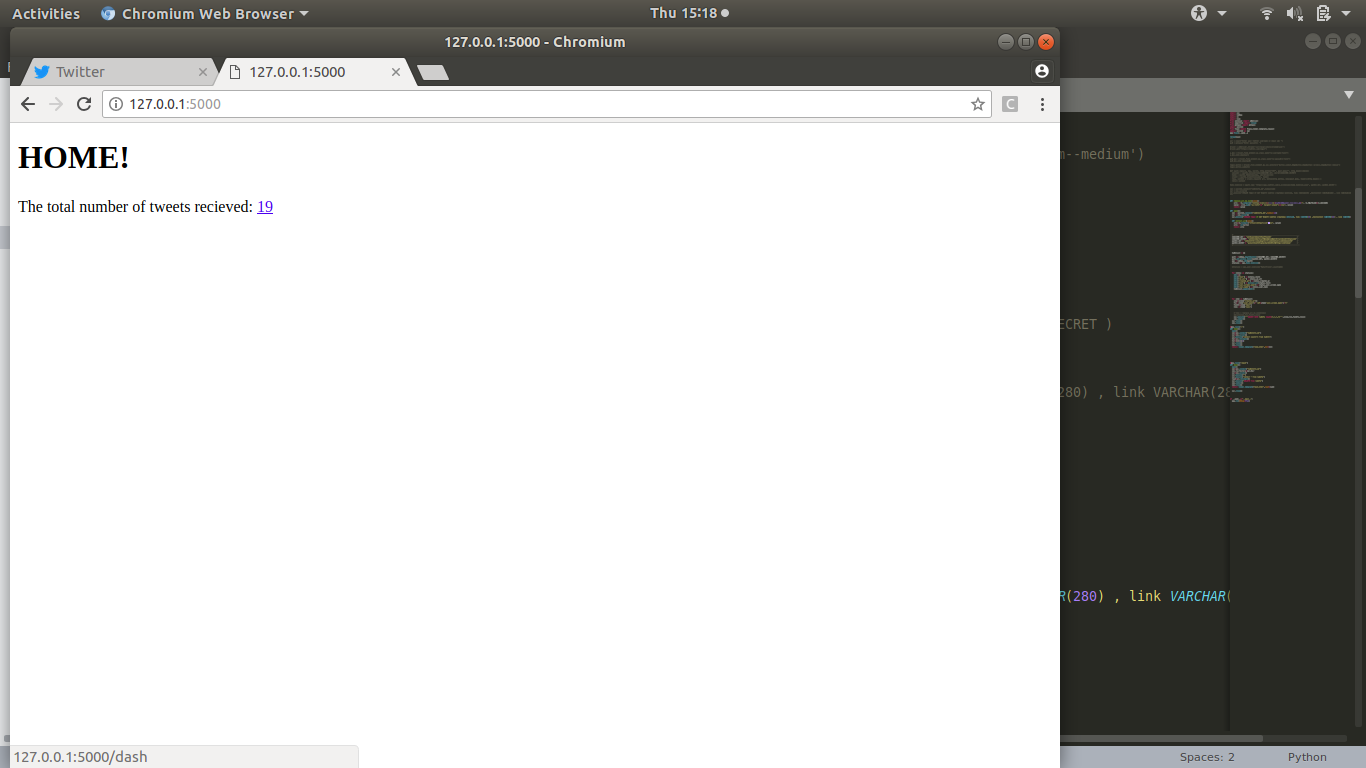 Activities Chromium Web Browser Thu 15:18
127.0.0.1:5000 - Chromium
Twitter 127.0.0.1:5000
127.0.0.1:5000
HOME!
The total number of tweets recieved: 19
m--medium')
ECRET )
280) , link VARCHAR(28
R(280) , link VARCHAR(
127.0.0.1:5000/dash
Spaces: 2 Python